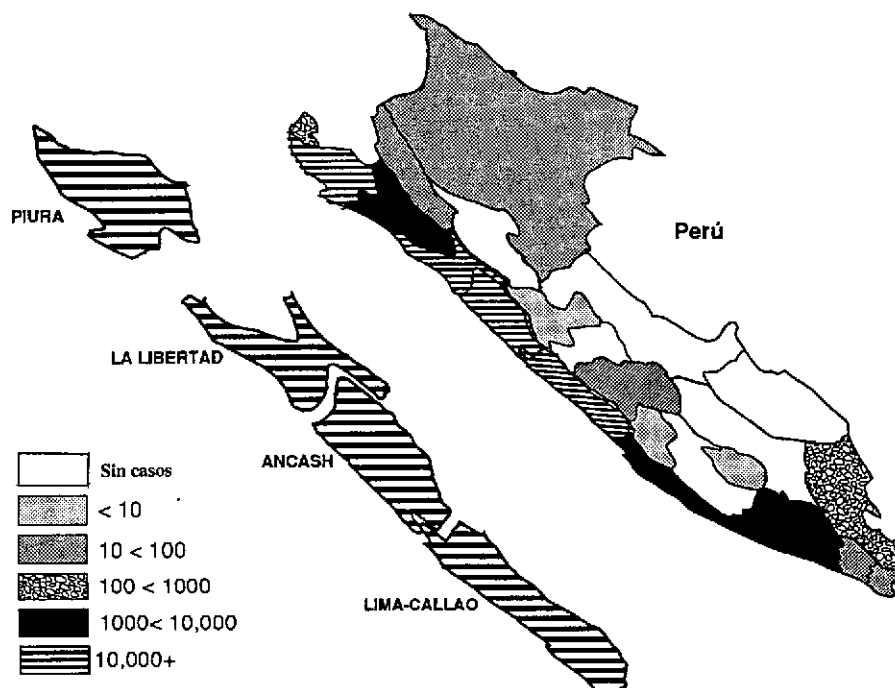 Perú
PIURA
LA LIBERTAD
ANCASH
LIMA-CALLAO
Sin casos
< 10
10 < 100
100 < 1000
1000< 10,000
10,000+